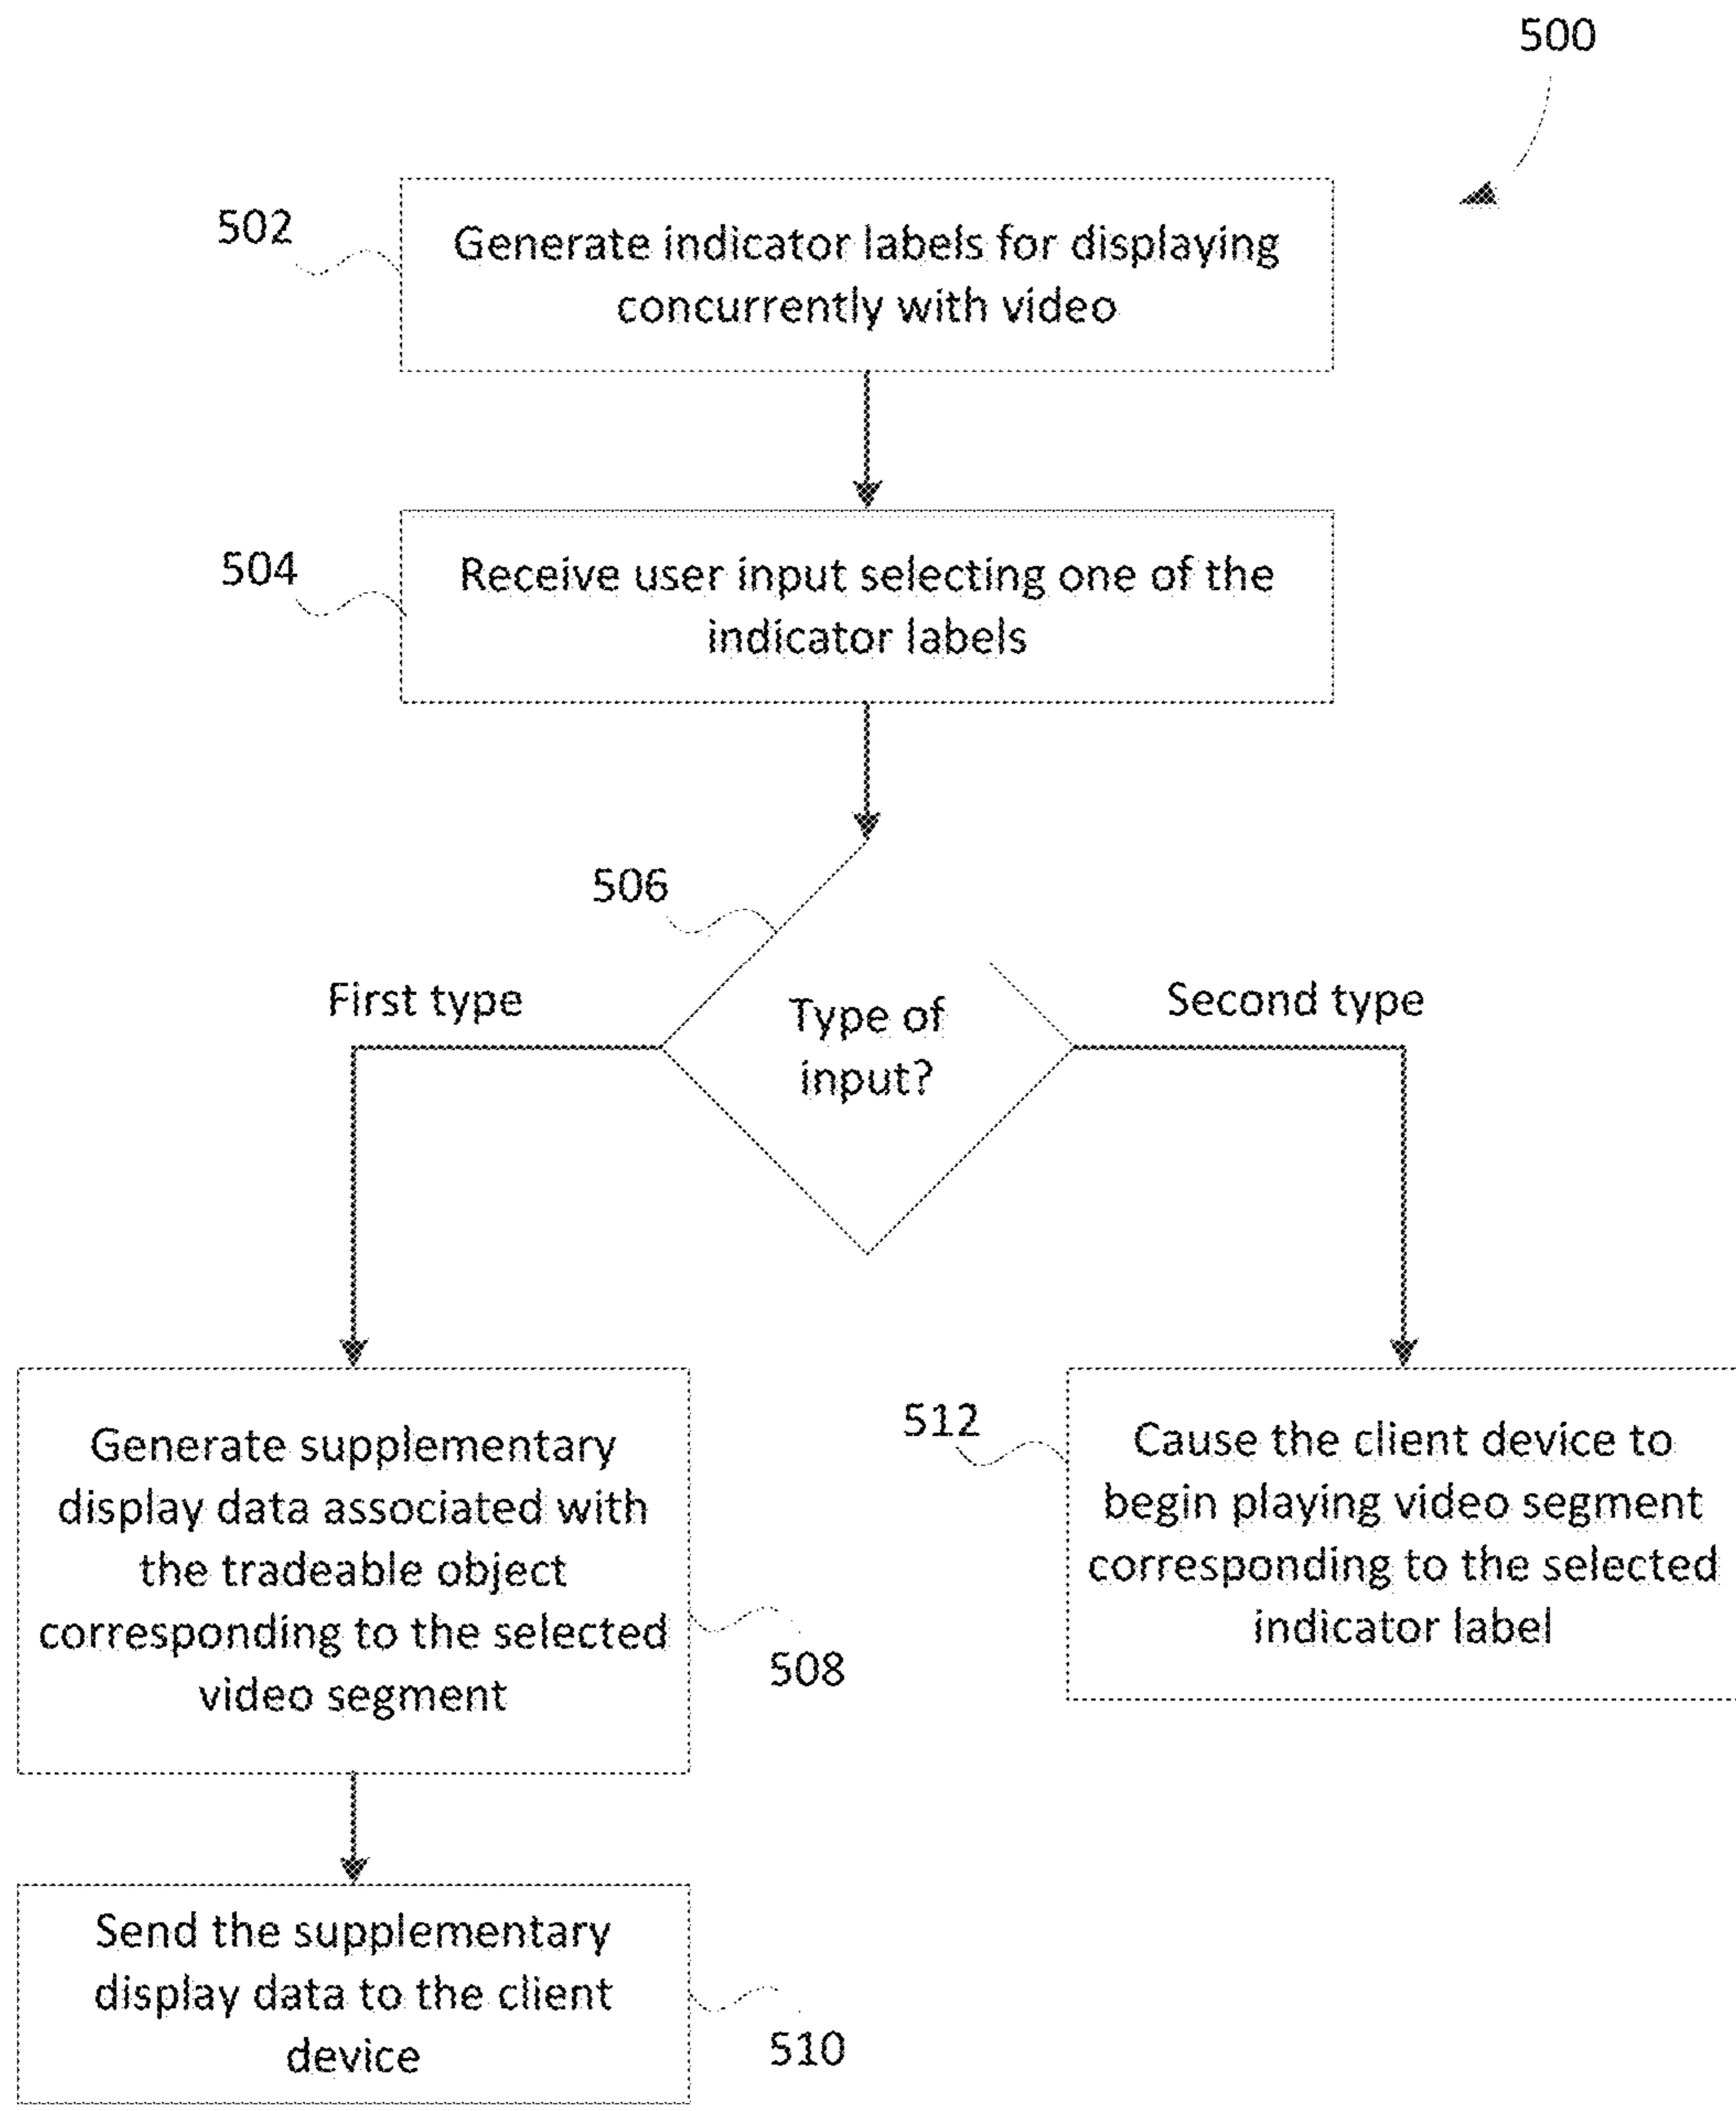 500
502
Generate indicator labels for displaying
concurrently with video
504
Receive user input selecting one of the
indicator labels
506
First type
Type of
input?
Second type
Generate supplementary
display data associated with
the tradeable object
corresponding to the selected
video segment
508
512
Cause the client device to
begin playing video segment
corresponding to the selected
indicator label
Send the supplementary
display data to the client
device
510